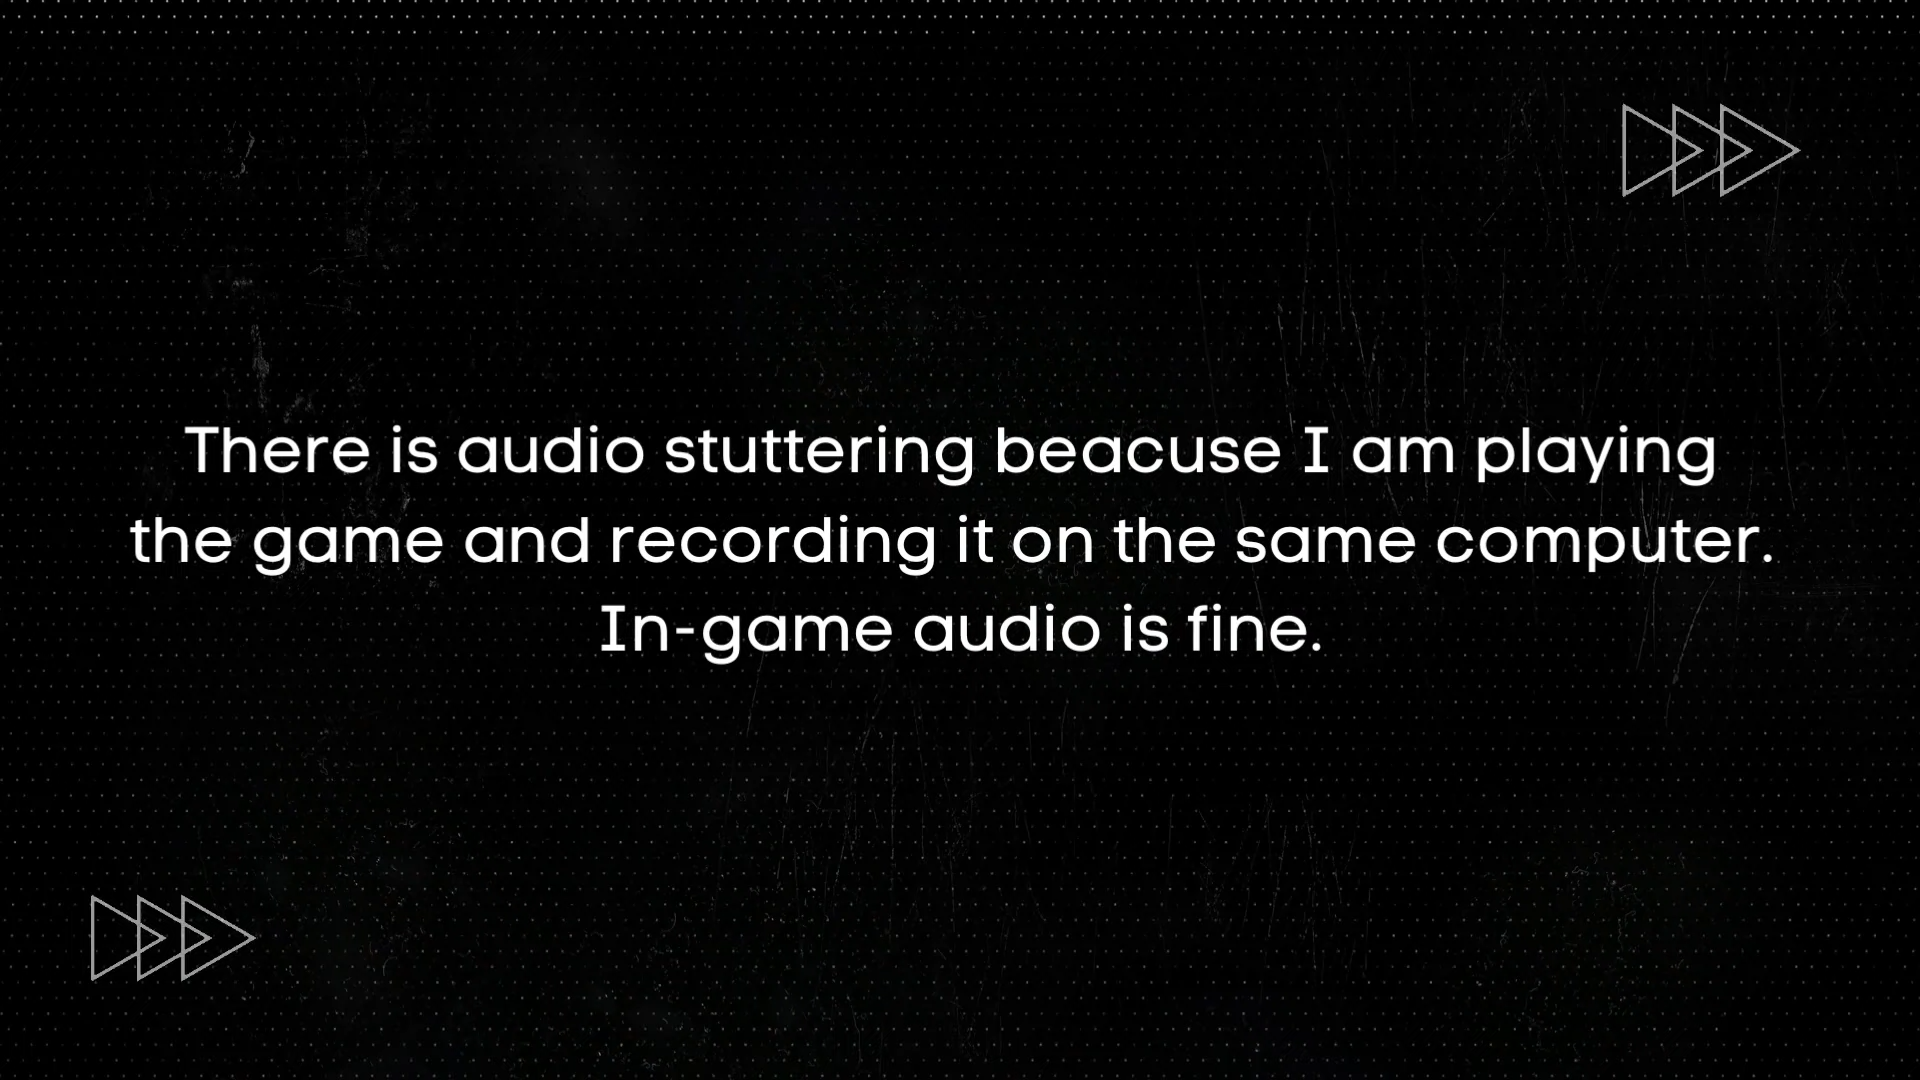 There is audio stuttering beacuse I am playing
the game and recording it on the same computer.
In-game audio is fine.